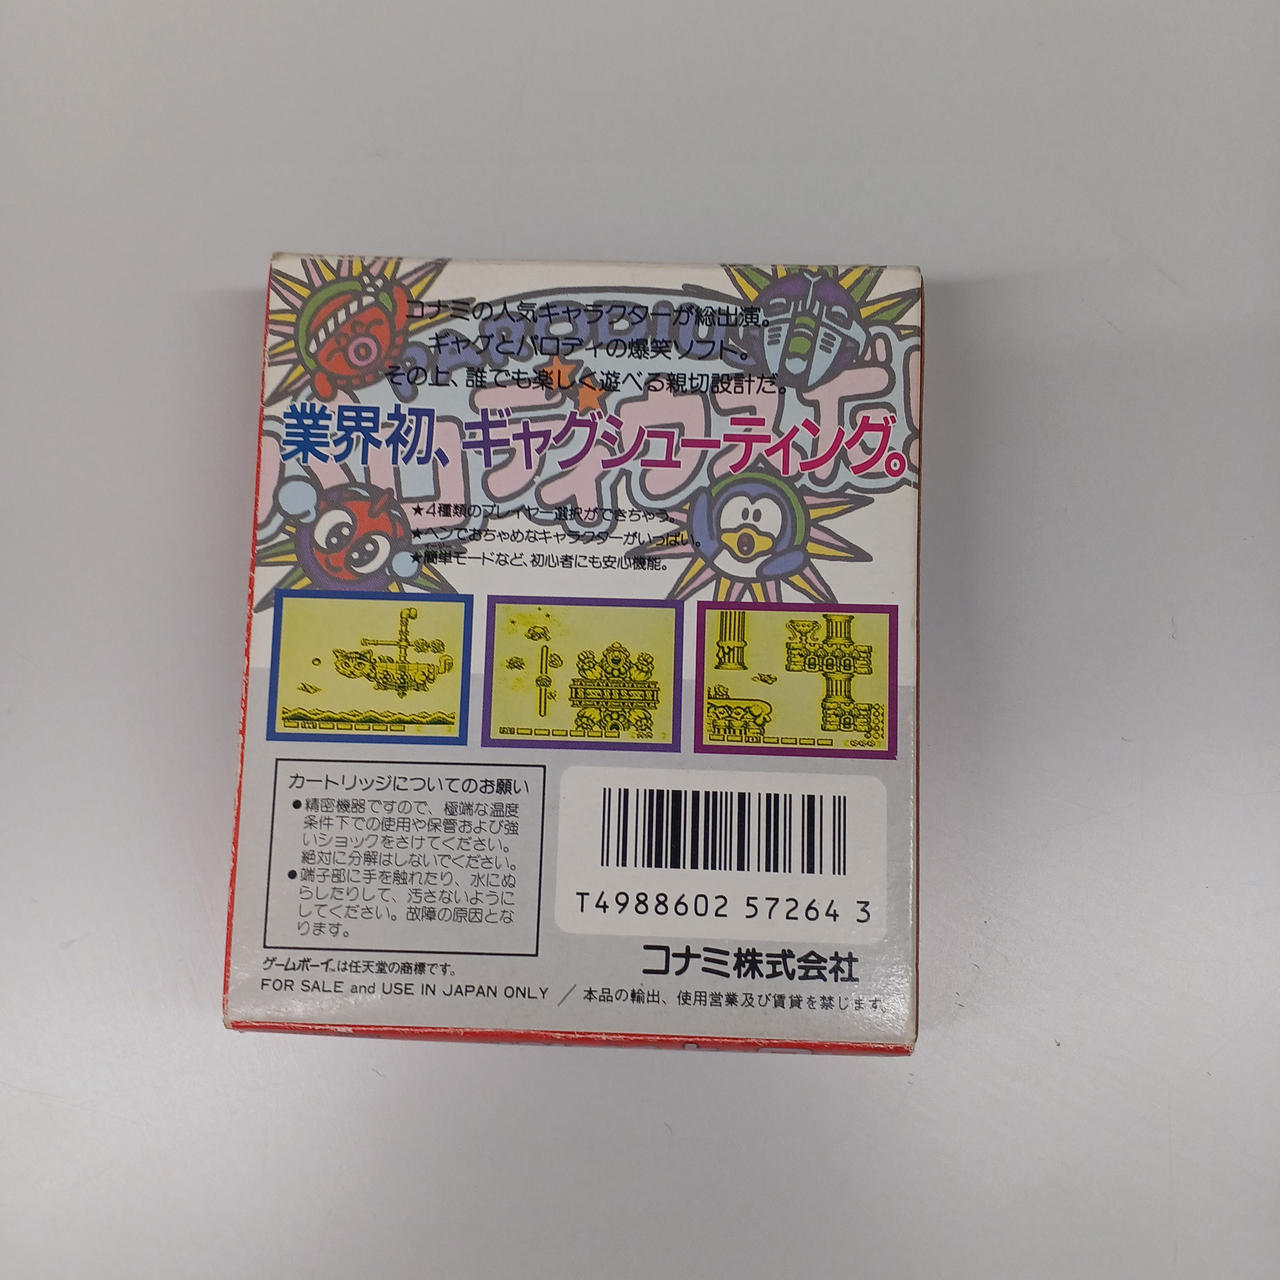 コナミの人気キャラクターが総出演。
ギャグとパロディの爆笑ソフト。
その上、誰でも楽しく遊べる親切設計だ。
PARODIUS
パロディウスだ
業界初、ギャグシューティング。
★4種類のプレイヤー選択ができちゃう。
★ヘンでおちゃめなキャラクターがいっぱい。
★簡単モードなど、初心者にも安心機能。
カートリッジについてのお願い
●精密機器ですので、極端な温度
条件下での使用や保管および強
いショックをさけてください。
絶対に分解はしないでください。
●端子部に手を触れたり、水にぬ
らしたりして、汚さないように
してください。故障の原因とな
ります。
T4988602 57264 3
コナミ株式会社
ゲームボーイ™は任天堂の商標です。
FOR SALE and USE IN JAPAN ONLY ／ 本品の輸出、使用営業及び賃貸を禁じます。